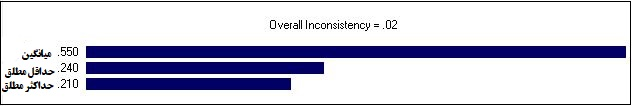 Overall Inconsistency = .02
میانگین .550
حداقل مطلق .240
حداکثر مطلق .210